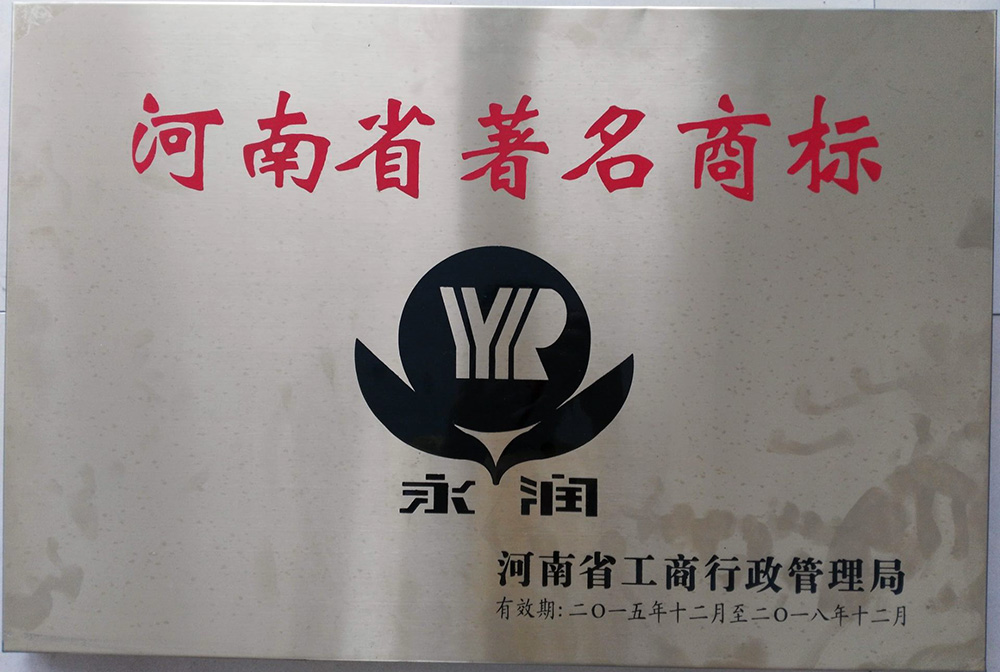 河南省著名商标
YR
永润
河南省工商行政管理局
有效期:二〇一五年十二月至二〇一八年十二月